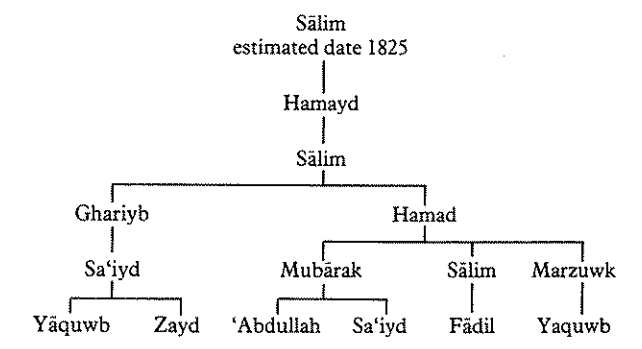 Sālim
estimated date 1825
Hamayd
Sālim
Ghariyb Hamad
Sa‘iyd Mubārak Sālim Marzuwk
Yāquwb Zayd ‘Abdullah Sa‘iyd Fādil Yaquwb